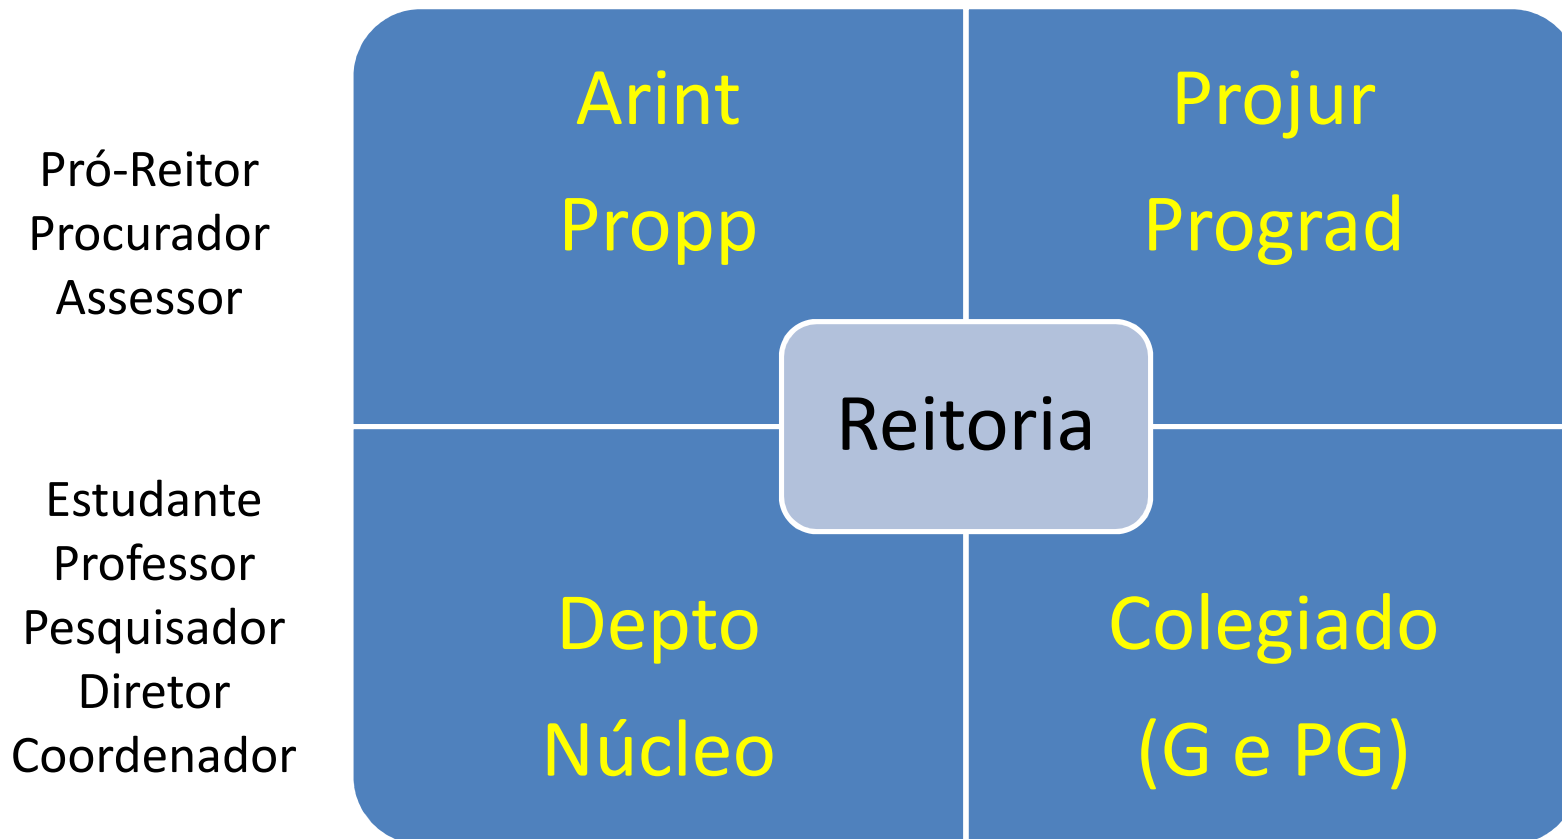 Pró-Reitor
Procurador
Assessor
Arint
Propp
Projur
Prograd
Reitoria
Estudante
Professor
Pesquisador
Diretor
Coordenador
Depto
Núcleo
Colegiado
(G e PG)